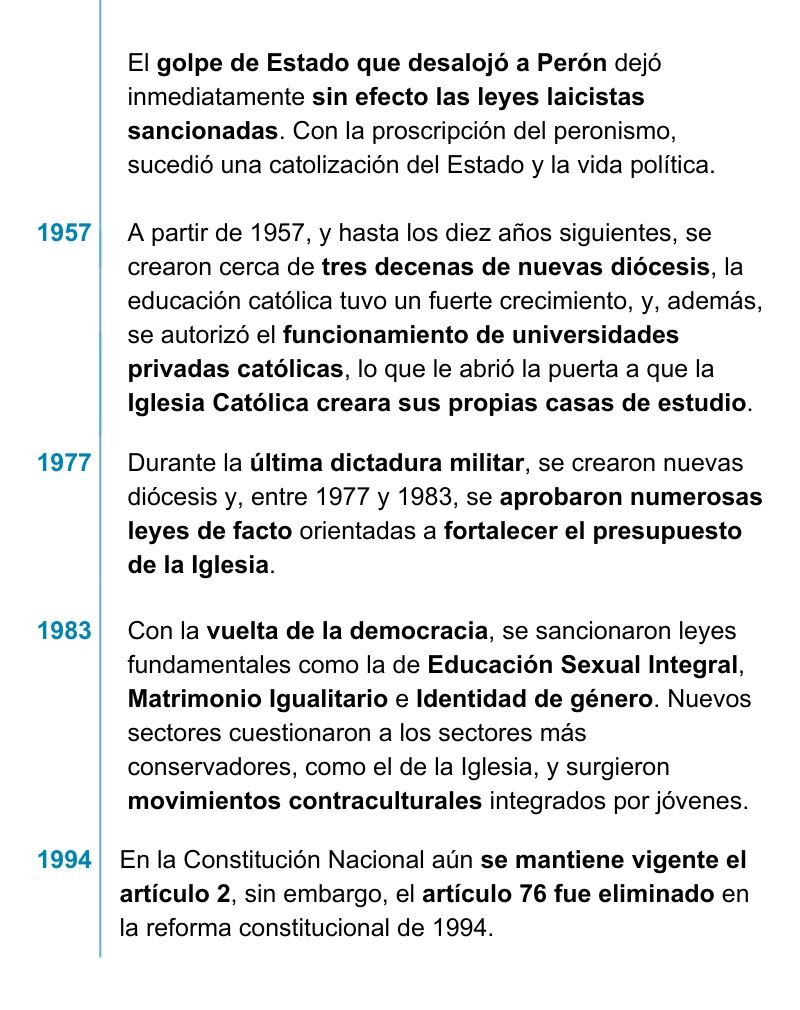 El golpe de Estado que desalojó a Perón dejó
inmediatamente sin efecto las leyes laicistas
sancionadas. Con la proscripción del peronismo,
sucedió una catolización del Estado y la vida política.
1957 A partir de 1957, y hasta los diez años siguientes, se
crearon cerca de tres decenas de nuevas diócesis, la
educación católica tuvo un fuerte crecimiento, y, además,
se autorizó el funcionamiento de universidades
privadas católicas, lo que le abrió la puerta a que la
Iglesia Católica creara sus propias casas de estudio.
1977 Durante la última dictadura militar, se crearon nuevas
diócesis y, entre 1977 y 1983, se aprobaron numerosas
leyes de facto orientadas a fortalecer el presupuesto
de la Iglesia.
1983 Con la vuelta de la democracia, se sancionaron leyes
fundamentales como la de Educación Sexual Integral,
Matrimonio Igualitario e Identidad de género. Nuevos
sectores cuestionaron a los sectores más
conservadores, como el de la Iglesia, y surgieron
movimientos contraculturales integrados por jóvenes.
1994 En la Constitución Nacional aún se mantiene vigente el
artículo 2, sin embargo, el artículo 76 fue eliminado en
la reforma constitucional de 1994.